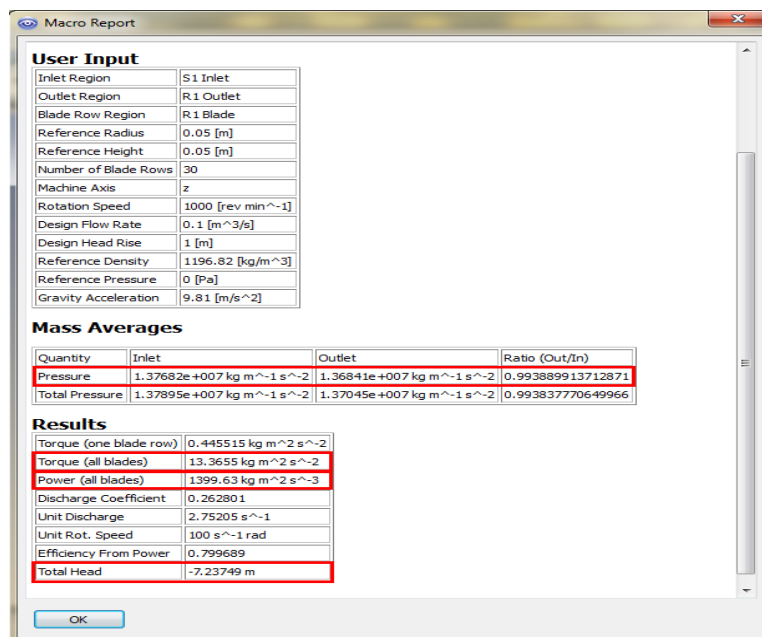 Macro Report
User Input
Inlet Region S1 Inlet
Outlet Region R1 Outlet
Blade Row Region R1 Blade
Reference Radius 0.05 [m]
Reference Height 0.05 [m]
Number of Blade Rows 30
Machine Axis z
Rotation Speed 1000 [rev min^-1]
Design Flow Rate 0.1 [m^3/s]
Design Head Rise 1 [m]
Reference Density 1196.82 [kg/m^3]
Reference Pressure 0 [Pa]
Gravity Acceleration 9.81 [m/s^2]
Mass Averages
Quantity Inlet Outlet Ratio (Out/In)
Pressure 1.37682e+007 kg m^-1 s^-2 1.36841e+007 kg m^-1 s^-2 0.993889913712871
Total Pressure 1.37895e+007 kg m^-1 s^-2 1.37045e+007 kg m^-1 s^-2 0.993837770649966
Results
Torque (one blade row) 0.445515 kg m^2 s^-2
Torque (all blades) 13.3655 kg m^2 s^-2
Power (all blades) 1399.63 kg m^2 s^-3
Discharge Coefficient 0.262801
Unit Discharge 2.75205 s^-1
Unit Rot. Speed 100 s^-1 rad
Efficiency From Power 0.799689
Total Head -7.23749 m
OK